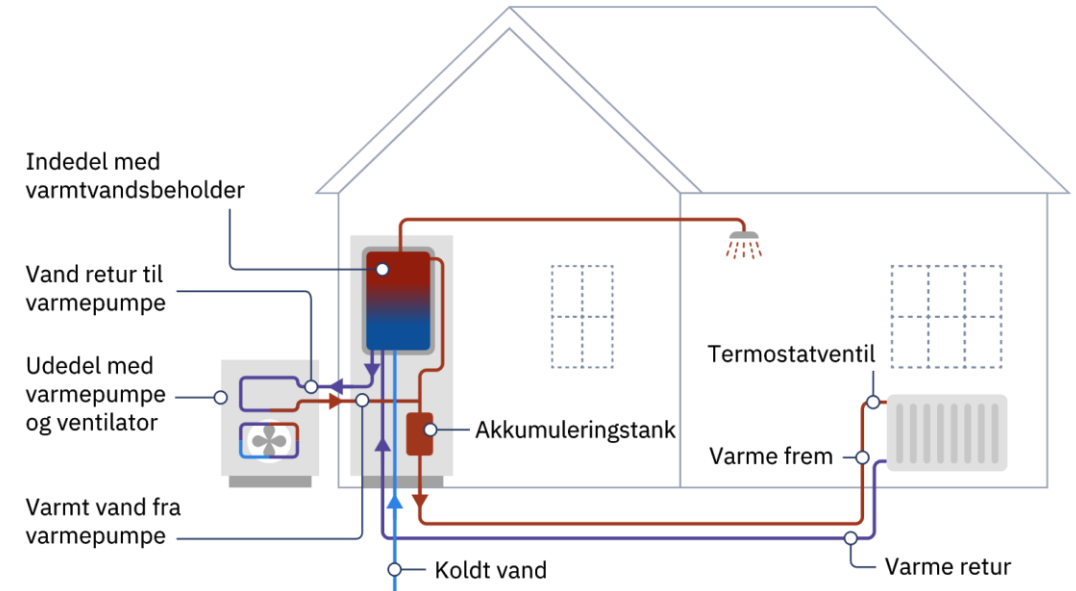 Indedel med
varmtvandsbeholder
Vand retur til
varmepumpe
Udedel med
varmepumpe
og ventilator
Varmt vand fra
varmepumpe
Akkumuleringstank
Koldt vand
Termostatventil
Varme frem
Varme retur